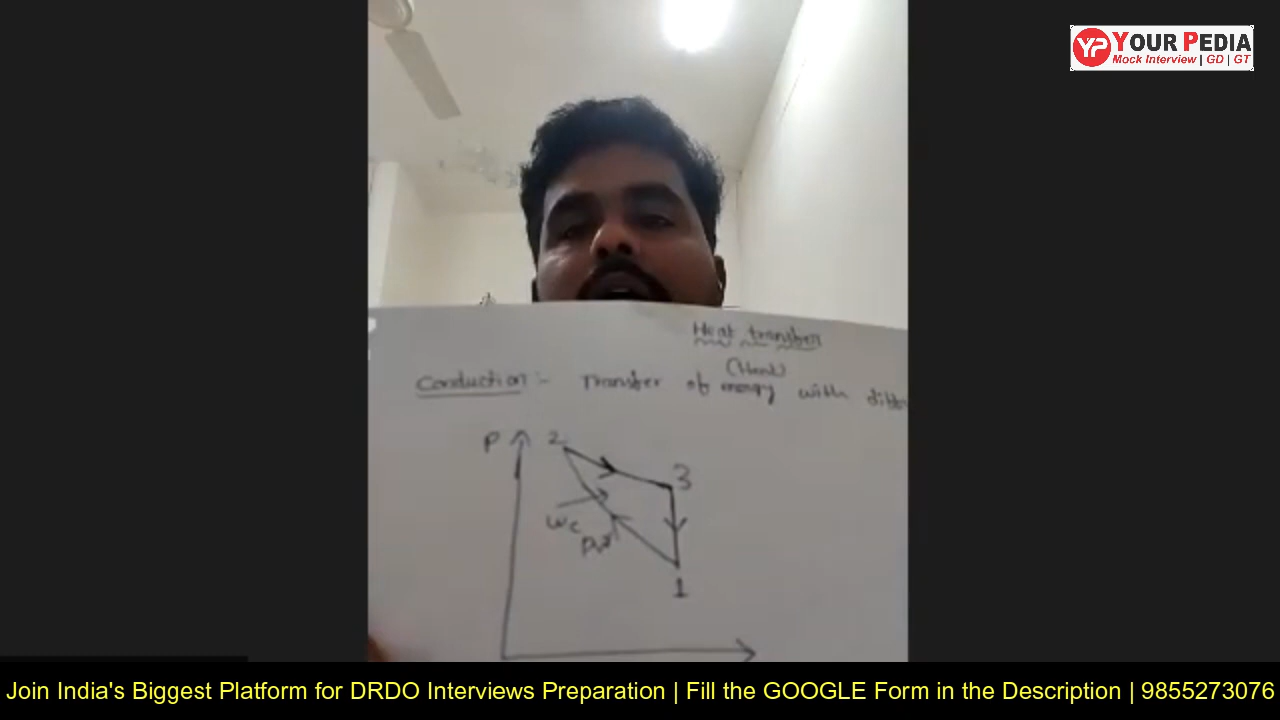 YOUR PEDIA
Mock Interview | GD | GT
Heat transfer
(Heat)
Conduction :- Transfer of energy with
P
2
3
Wc
1
Join India's Biggest Platform for DRDO Interviews Preparation | Fill the GOOGLE Form in the Description | 9855273076